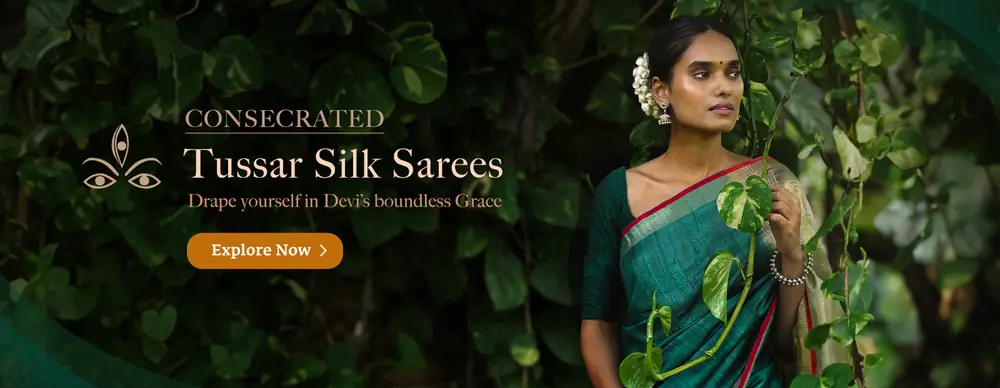 CONSECRATED
Tussar Silk Sarees
Drape yourself in Devi's boundless Grace
Explore Now